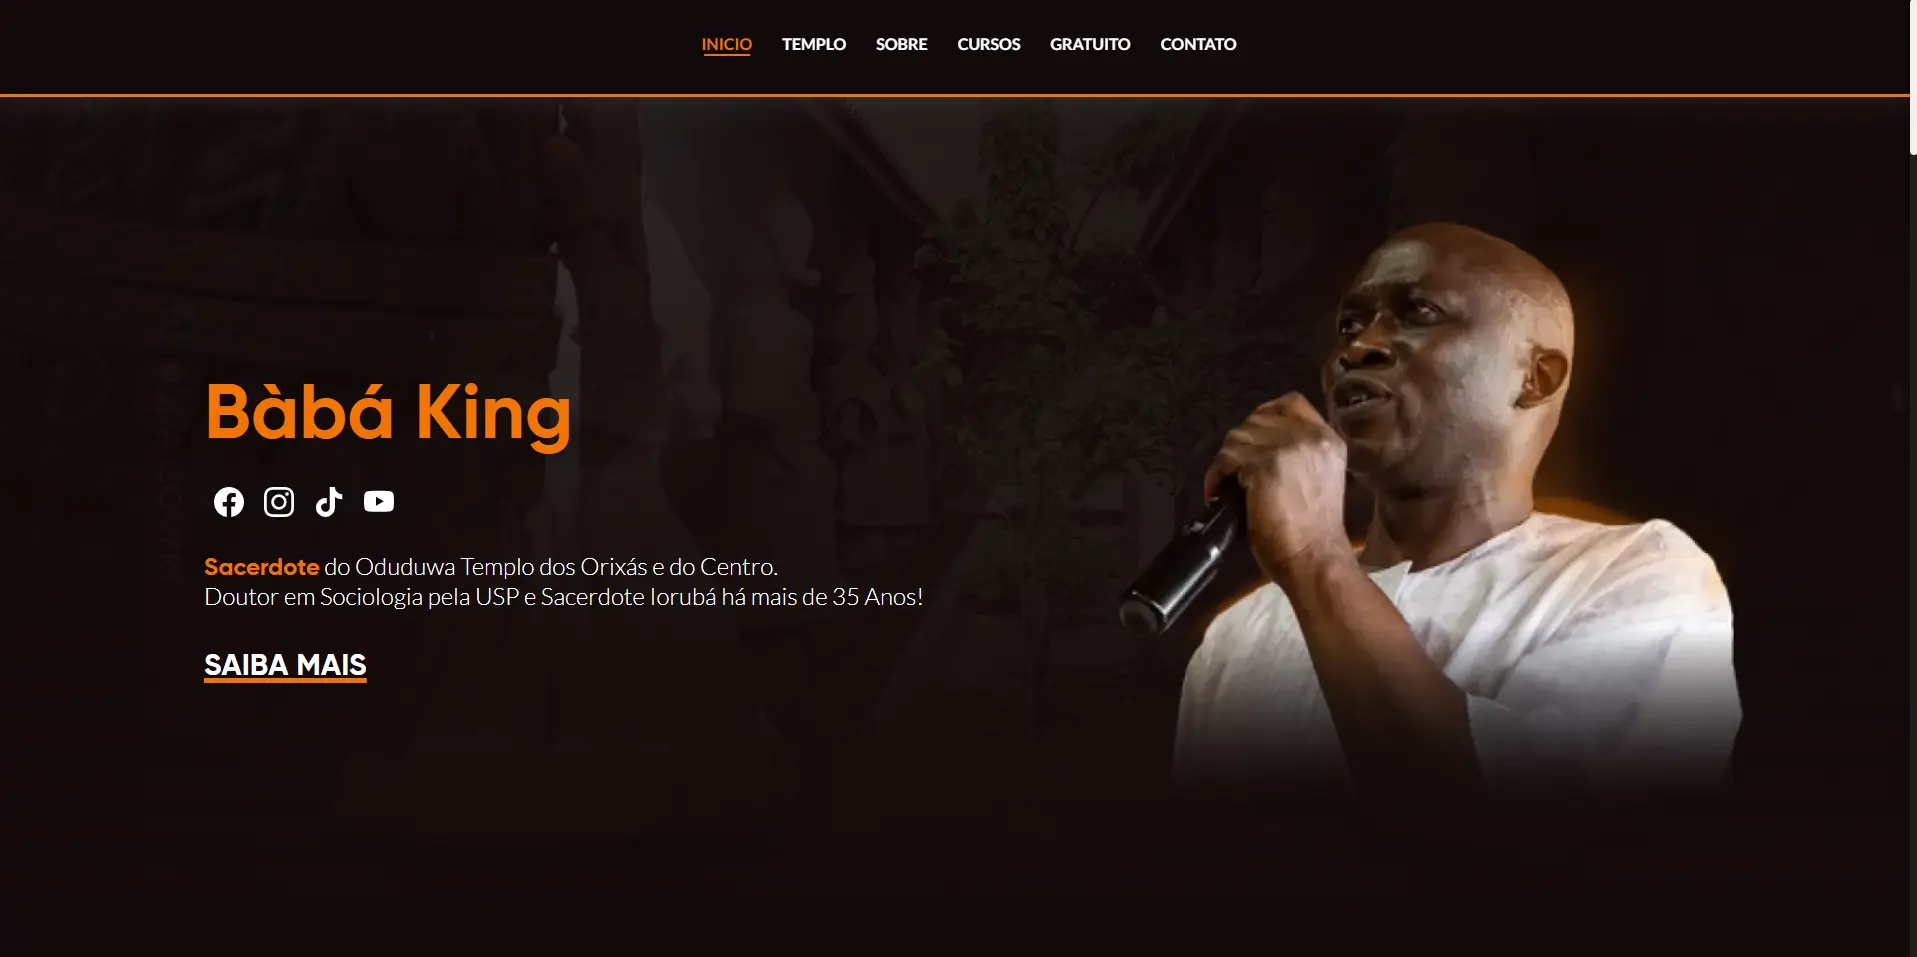 INICIO TEMPLO SOBRE CURSOS GRATUITO CONTATO
Bàbá King
Sacerdote do Oduduwa Templo dos Orixás e do Centro.
Doutor em Sociologia pela USP e Sacerdote Iorubá há mais de 35 Anos!
SAIBA MAIS